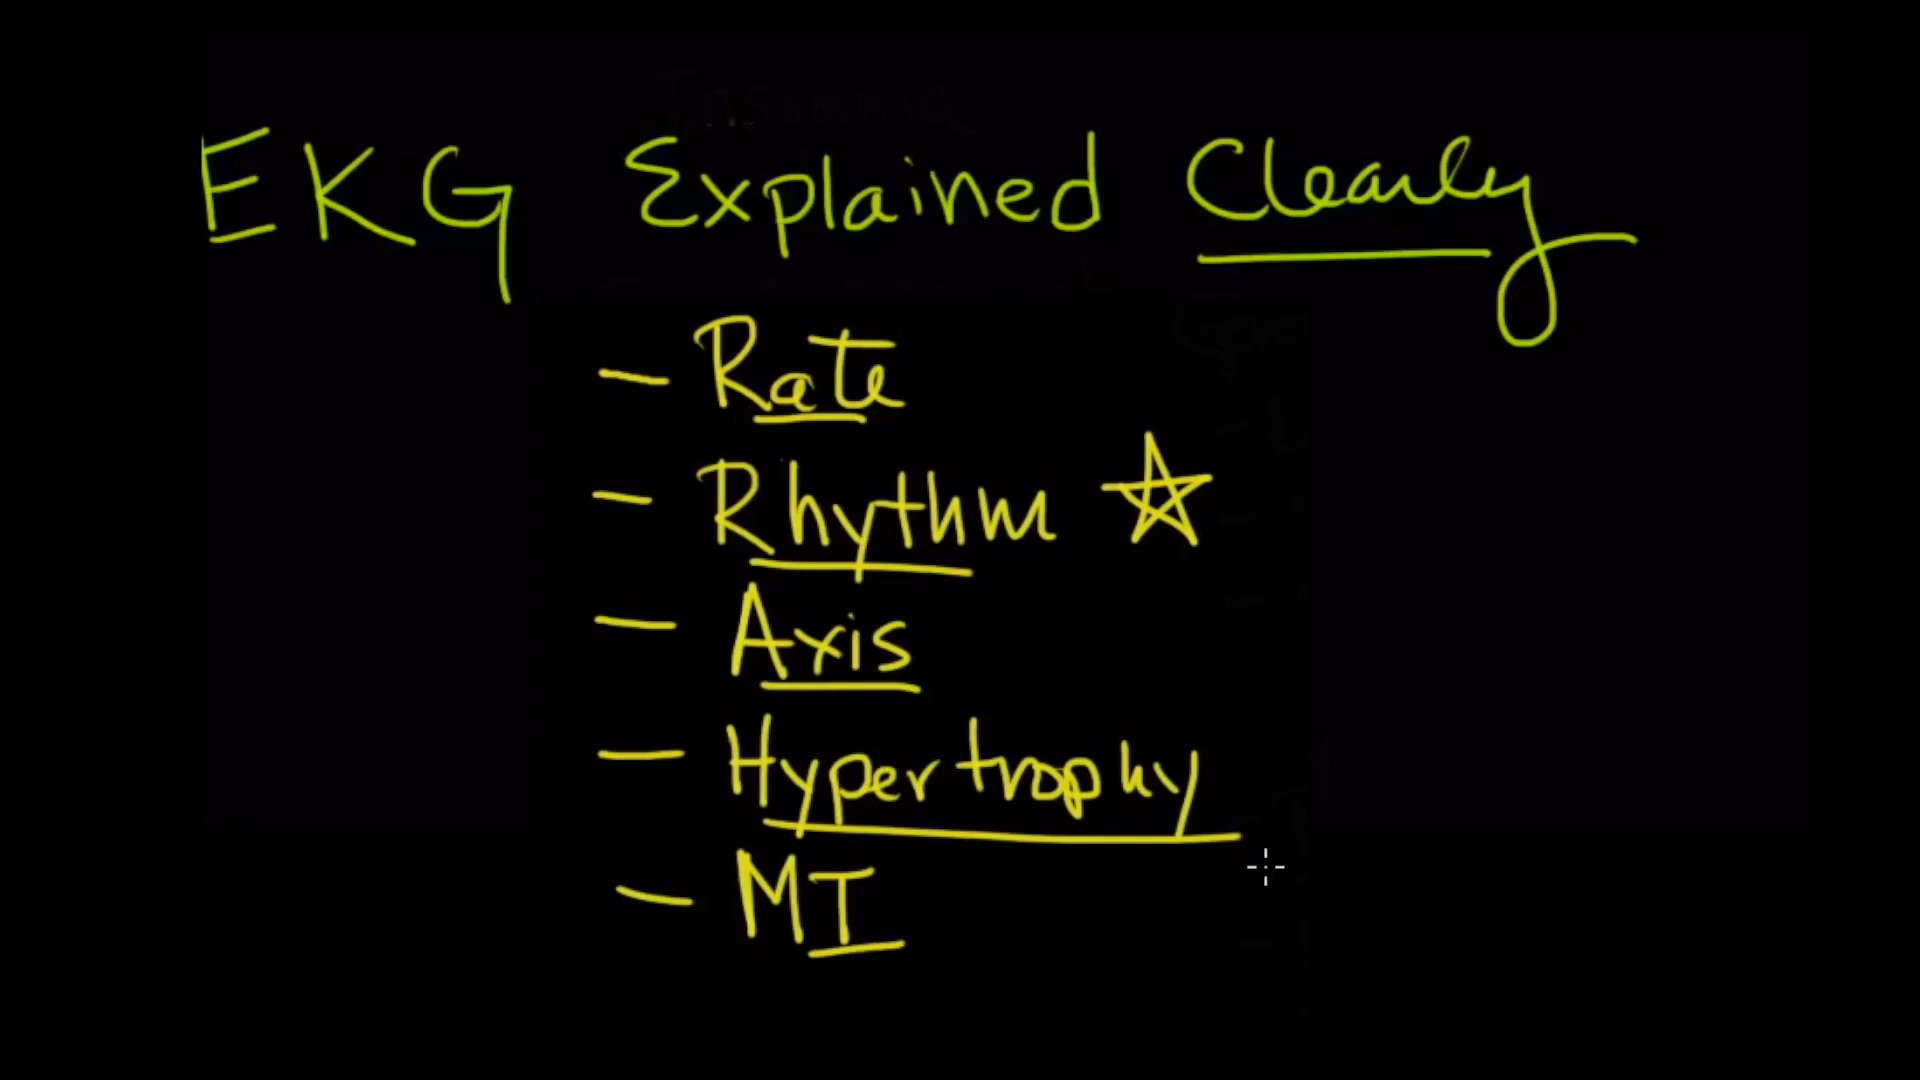 EKG Explained Clearly
- Rate
- Rhythm ☆
- Axis
- Hypertrophy
- MI